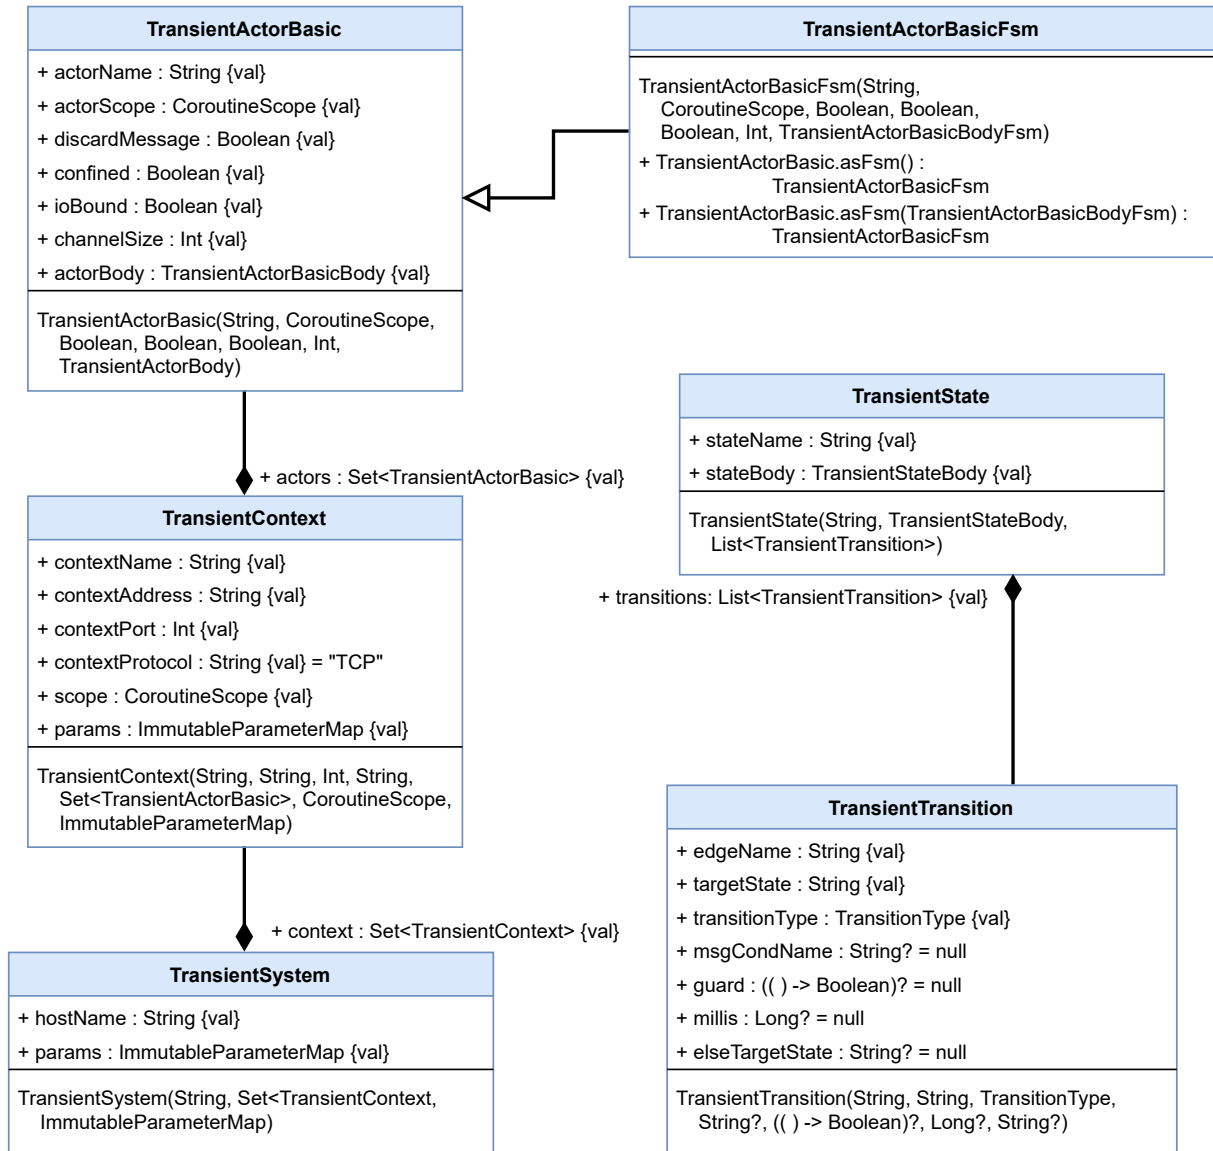 TransientActorBasic
+ actorName : String {val}
+ actorScope : CoroutineScope {val}
+ discardMessage : Boolean {val}
+ confined : Boolean {val}
+ ioBound : Boolean {val}
+ channelSize : Int {val}
+ actorBody : TransientActorBasicBody {val}
TransientActorBasic(String, CoroutineScope,
Boolean, Boolean, Boolean, Int,
TransientActorBody)
TransientActorBasicFsm
TransientActorBasicFsm(String,
CoroutineScope, Boolean, Boolean,
Boolean, Int, TransientActorBasicBodyFsm)
+ TransientActorBasic.asFsm() :
TransientActorBasicFsm
+ TransientActorBasic.asFsm(TransientActorBasicBodyFsm) :
TransientActorBasicFsm
+ actors : Set<TransientActorBasic> {val}
TransientContext
+ contextName : String {val}
+ contextAddress : String {val}
+ contextPort : Int {val}
+ contextProtocol : String {val} = "TCP"
+ scope : CoroutineScope {val}
+ params : ImmutableParameterMap {val}
TransientContext(String, String, Int, String,
Set<TransientActorBasic>, CoroutineScope,
ImmutableParameterMap)
TransientState
+ stateName : String {val}
+ stateBody : TransientStateBody {val}
TransientState(String, TransientStateBody,
List<TransientTransition>)
+ transitions: List<TransientTransition> {val}
+ context : Set<TransientContext> {val}
TransientSystem
+ hostName : String {val}
+ params : ImmutableParameterMap {val}
TransientSystem(String, Set<TransientContext,
ImmutableParameterMap)
TransientTransition
+ edgeName : String {val}
+ targetState : String {val}
+ transitionType : TransitionType {val}
+ msgCondName : String? = null
+ guard : (( ) -> Boolean)? = null
+ millis : Long? = null
+ elseTargetState : String? = null
TransientTransition(String, String, TransitionType,
String?, (( ) -> Boolean)?, Long?, String?)